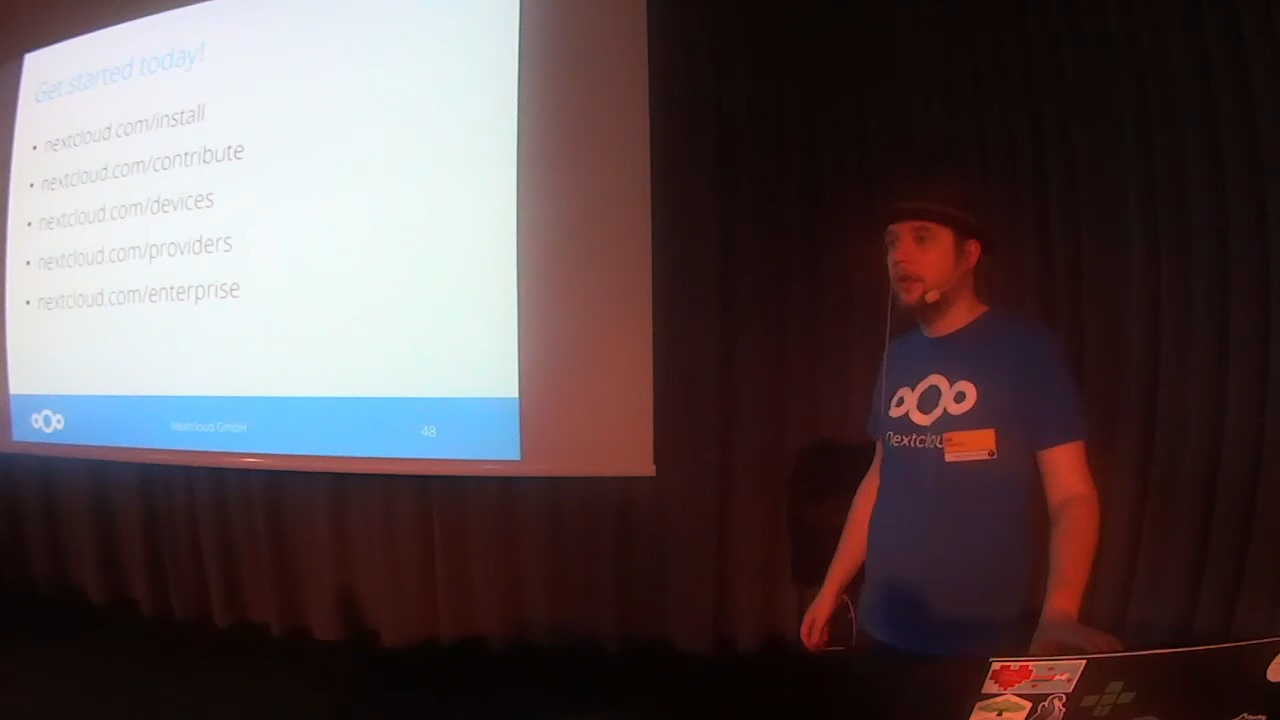 Get started today!
• nextcloud.com/install
• nextcloud.com/contribute
• nextcloud.com/devices
• nextcloud.com/providers
• nextcloud.com/enterprise
Nextcloud GmbH
48
nextclou